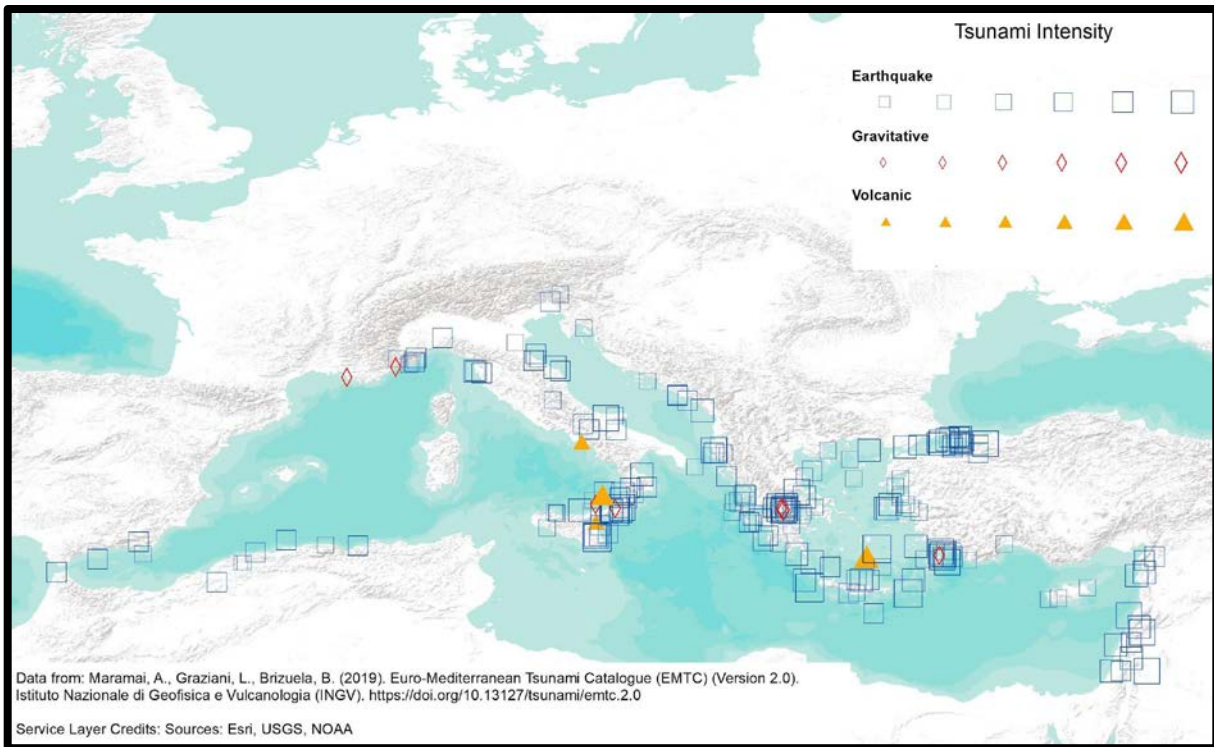 Tsunami Intensity
Earthquake
Gravitative
Volcanic
Data from: Maramai, A., Graziani, L., Brizuela, B. (2019). Euro-Mediterranean Tsunami Catalogue (EMTC) (Version 2.0).
Istituto Nazionale di Geofisica e Vulcanologia (INGV). https://doi.org/10.13127/tsunami/emtc.2.0
Service Layer Credits: Sources: Esri, USGS, NOAA